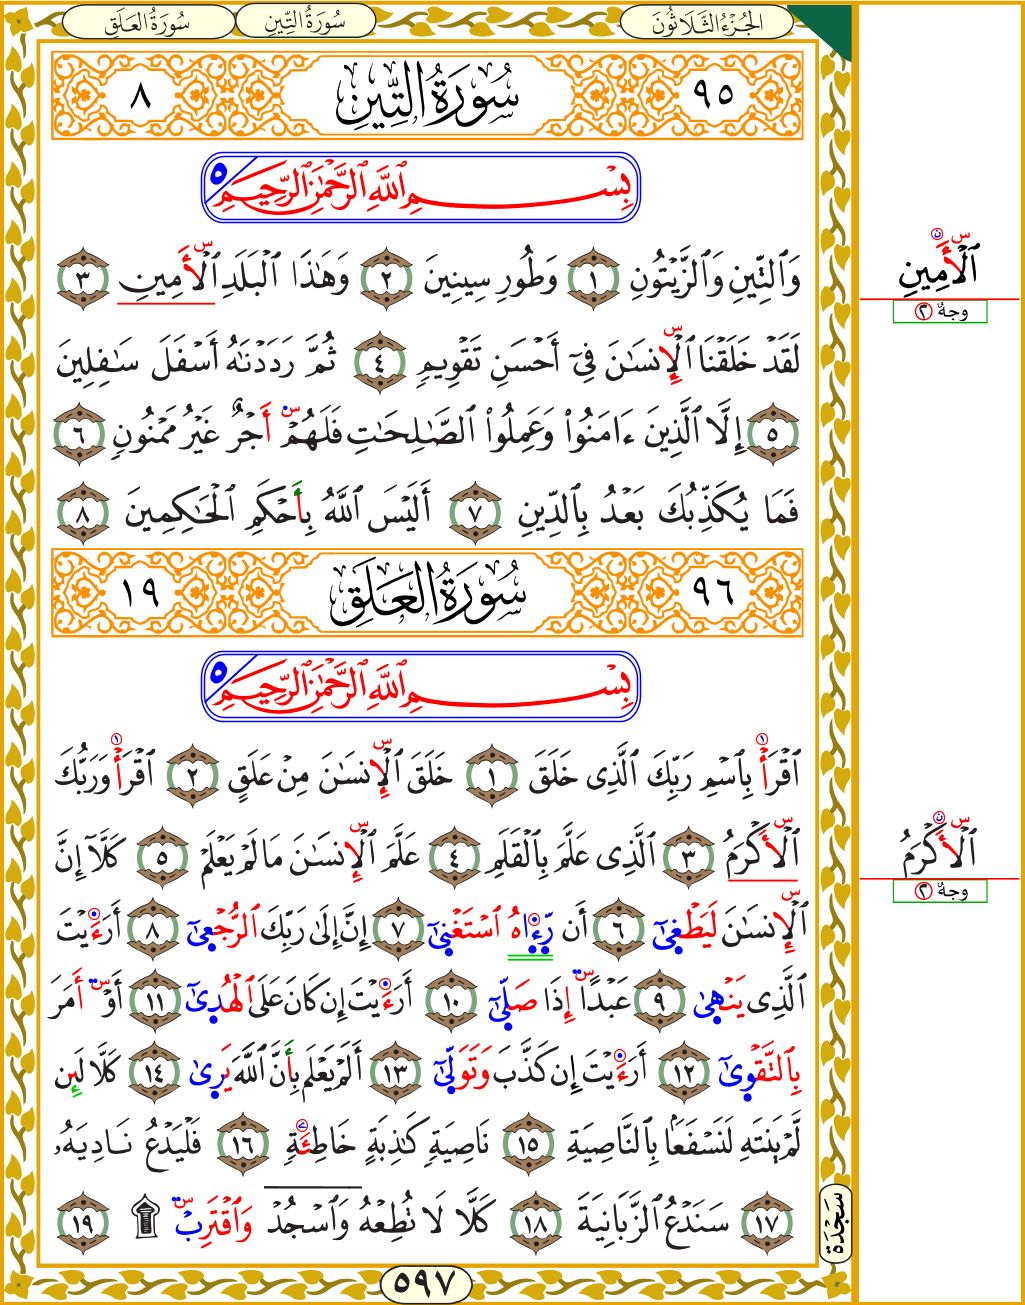 الجُزْءُ الثَّلَاثُونَ
سُورَةُ التِّينِ
سُورَةُ العَلَقِ
٩٥ سُورَةُ التِّينِ ٨
بِسْمِ ٱللَّهِ ٱلرَّحْمَٰنِ ٱلرَّحِيمِ ٥
وَٱلتِّينِ وَٱلزَّيْتُونِ ١ وَطُورِ سِينِينَ ٢ وَهَٰذَا ٱلْبَلَدِ ٱلْأَمِينِ ٣
لَقَدْ خَلَقْنَا ٱلْإِنسَٰنَ فِىٓ أَحْسَنِ تَقْوِيمٍ ٤ ثُمَّ رَدَدْنَٰهُ أَسْفَلَ سَٰفِلِينَ
٥ إِلَّا ٱلَّذِينَ ءَامَنُوا۟ وَعَمِلُوا۟ ٱلصَّٰلِحَٰتِ فَلَهُمْ أَجْرٌ غَيْرُ مَمْنُونٍ ٦
فَمَا يُكَذِّبُكَ بَعْدُ بِٱلدِّينِ ٧ أَلَيْسَ ٱللَّهُ بِأَحْكَمِ ٱلْحَٰكِمِينَ ٨
٩٦ سُورَةُ العَلَقِ ١٩
بِسْمِ ٱللَّهِ ٱلرَّحْمَٰنِ ٱلرَّحِيمِ ٥
ٱقْرَأْ بِٱسْمِ رَبِّكَ ٱلَّذِى خَلَقَ ١ خَلَقَ ٱلْإِنسَٰنَ مِنْ عَلَقٍ ٢ ٱقْرَأْ وَرَبُّكَ
ٱلْأَكْرَمُ ٣ ٱلَّذِى عَلَّمَ بِٱلْقَلَمِ ٤ عَلَّمَ ٱلْإِنسَٰنَ مَا لَمْ يَعْلَمْ ٥ كَلَّآ إِنَّ
ٱلْإِنسَٰنَ لَيَطْغَىٰٓ ٦ أَن رَّءَاهُ ٱسْتَغْنَىٰٓ ٧ إِنَّ إِلَىٰ رَبِّكَ ٱلرُّجْعَىٰٓ ٨ أَرَءَيْتَ
ٱلَّذِى يَنْهَىٰ ٩ عَبْدًا إِذَا صَلَّىٰٓ ١٠ أَرَءَيْتَ إِن كَانَ عَلَى ٱلْهُدَىٰٓ ١١ أَوْ أَمَرَ
بِٱلتَّقْوَىٰٓ ١٢ أَرَءَيْتَ إِن كَذَّبَ وَتَوَلَّىٰٓ ١٣ أَلَمْ يَعْلَم بِأَنَّ ٱللَّهَ يَرَىٰ ١٤ كَلَّا لَئِن
لَّمْ يَنتَهِ لَنَسْفَعًۢا بِٱلنَّاصِيَةِ ١٥ نَاصِيَةٍ كَٰذِبَةٍ خَاطِئَةٍ ١٦ فَلْيَدْعُ نَادِيَهُۥ
١٧ سَنَدْعُ ٱلزَّبَانِيَةَ ١٨ كَلَّا لَا تُطِعْهُ وَٱسْجُدْ وَٱقْتَرِب ۩ ١٩
سَجْدَة
٥٩٧
ٱلْأَمِينِ
وجهٌ ٢
ٱلْأَكْرَمُ
وجهٌ ٢